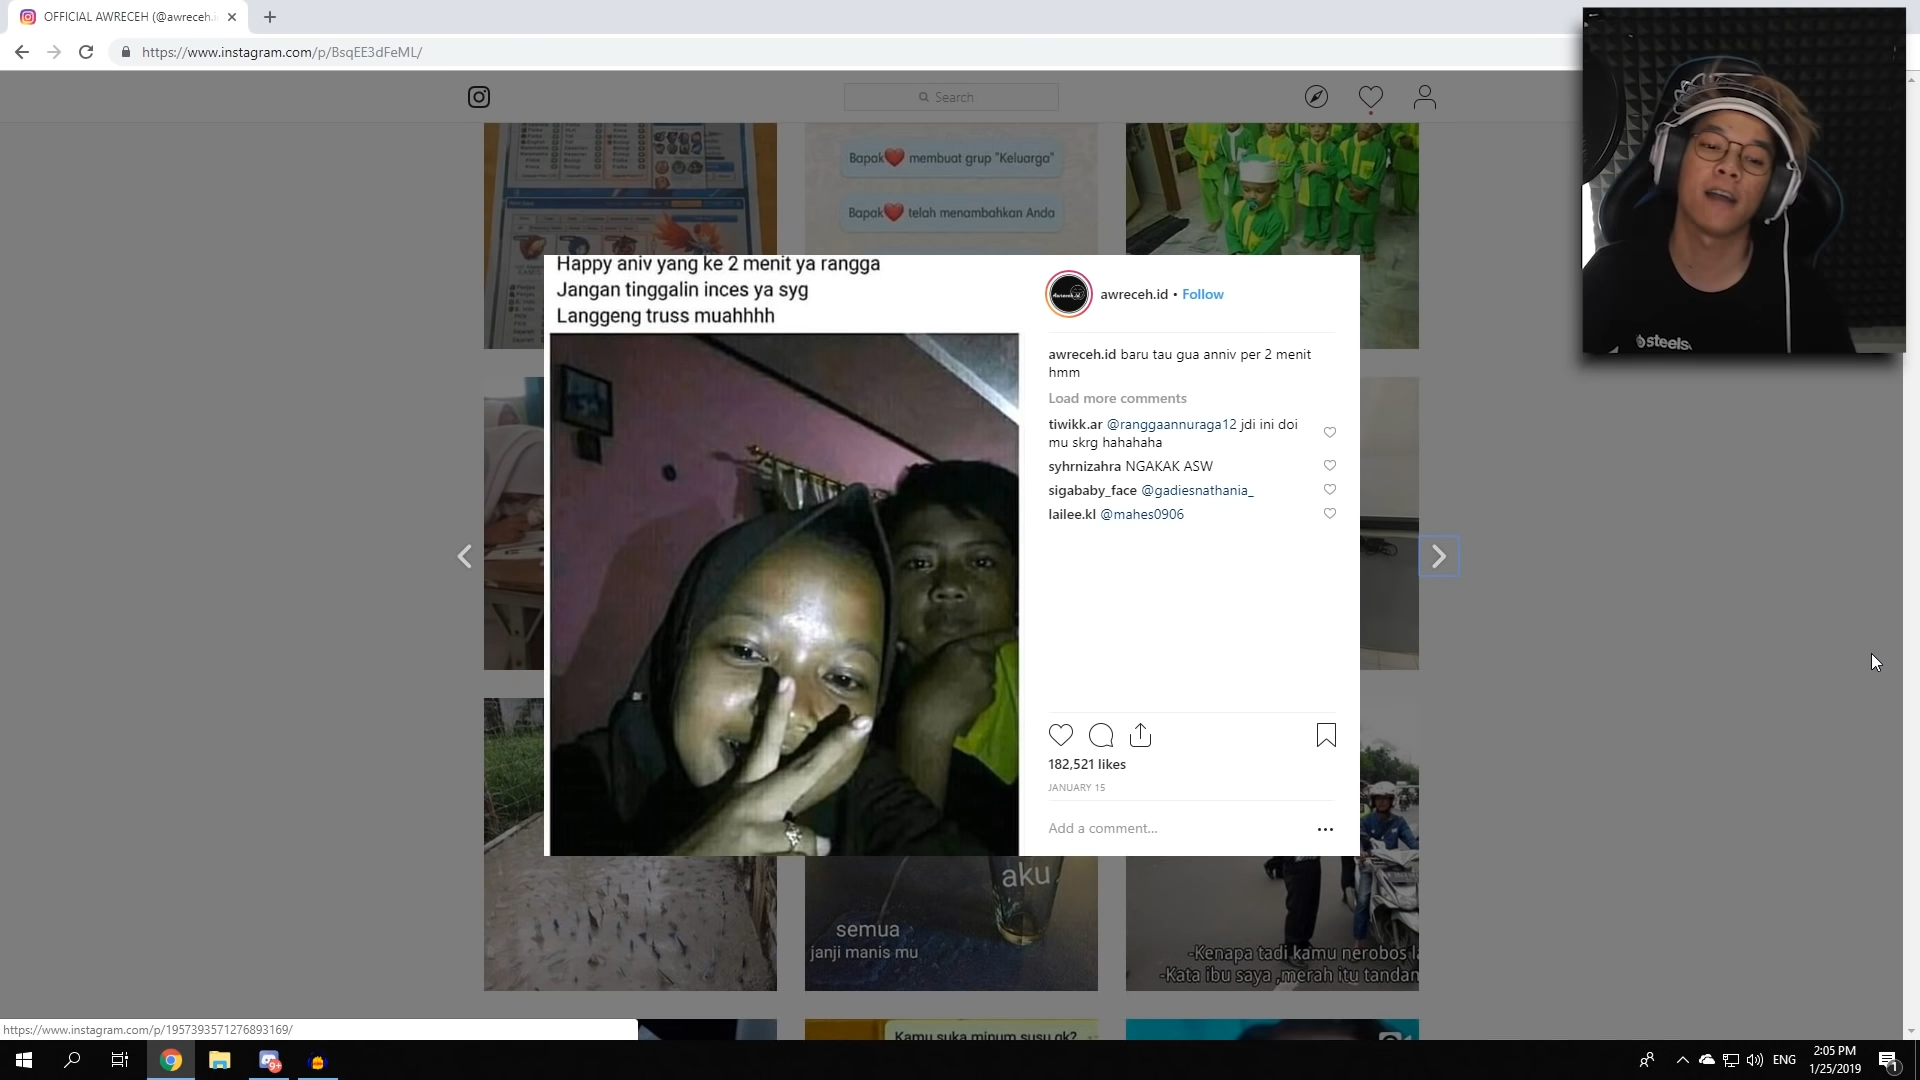 OFFICIAL AWRECEH (@awreceh.i
https://www.instagram.com/p/BsqEE3dFeML/
Search
Bapak❤ membuat grup "Keluarga"
Bapak❤ telah menambahkan Anda
steels
Happy aniv yang ke 2 menit ya rangga
Jangan tinggalin inces ya syg
Langgeng truss muahhhh
awreceh.id • Follow
awreceh.id baru tau gua anniv per 2 menit
hmm
Load more comments
tiwikk.ar @ranggaannuraga12 jdi ini doi
mu skrg hahahaha
syhrnizahra NGAKAK ASW
sigababy_face @gadiesnathania_
lailee.kl @mahes0906
182,521 likes
JANUARY 15
Add a comment...
aku
semua
janji manis mu
-Kenapa tadi kamu nerobos la
-Kata ibu saya ,merah itu tandan
Kamu suka minum susu gk?
https://www.instagram.com/p/1957393571276893169/
9+
ENG
2:05 PM
1/25/2019
1